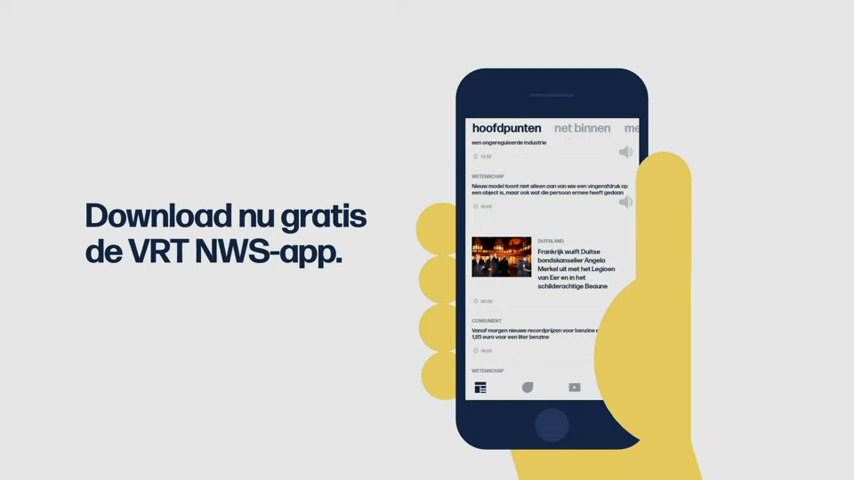 Download nu gratis
de VRT NWS-app.
hoofdpunten net binnen me
een ongereguleerde industrie
WETENSCHAP
Nieuw model toont niet alleen aan van wie een vingerafdruk op
een object is, maar ook wat die persoon ermee heeft gedaan
DUITSLAND
Frankrijk wuift Duitse
bondskanselier Angela
Merkel uit met het Legioen
van Eer en in het
schilderachtige Beaune
CONSUMENT
Vanaf morgen nieuwe recordprijzen voor benzine e
1,85 euro voor een liter benzine
WETENSCHAP